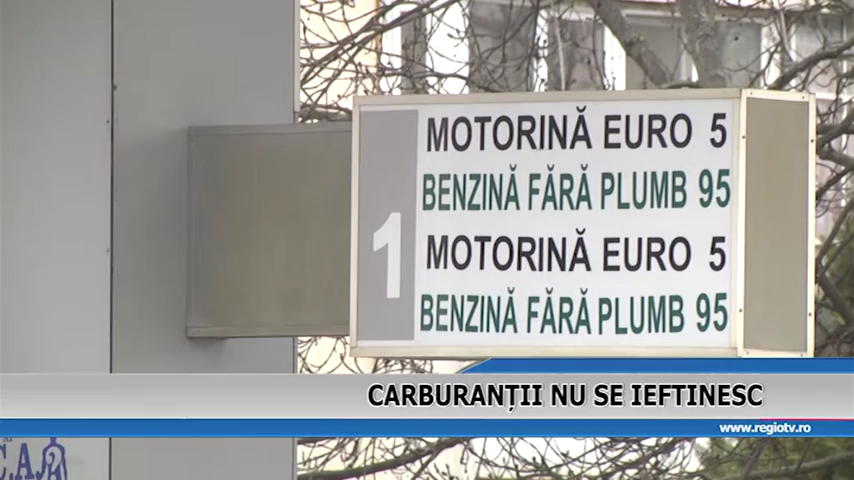 MOTORINĂ EURO 5
BENZINĂ FĂRĂ PLUMB 95
1
MOTORINĂ EURO 5
BENZINĂ FĂRĂ PLUMB 95
CARBURANȚII NU SE IEFTINESC
www.regiotv.ro